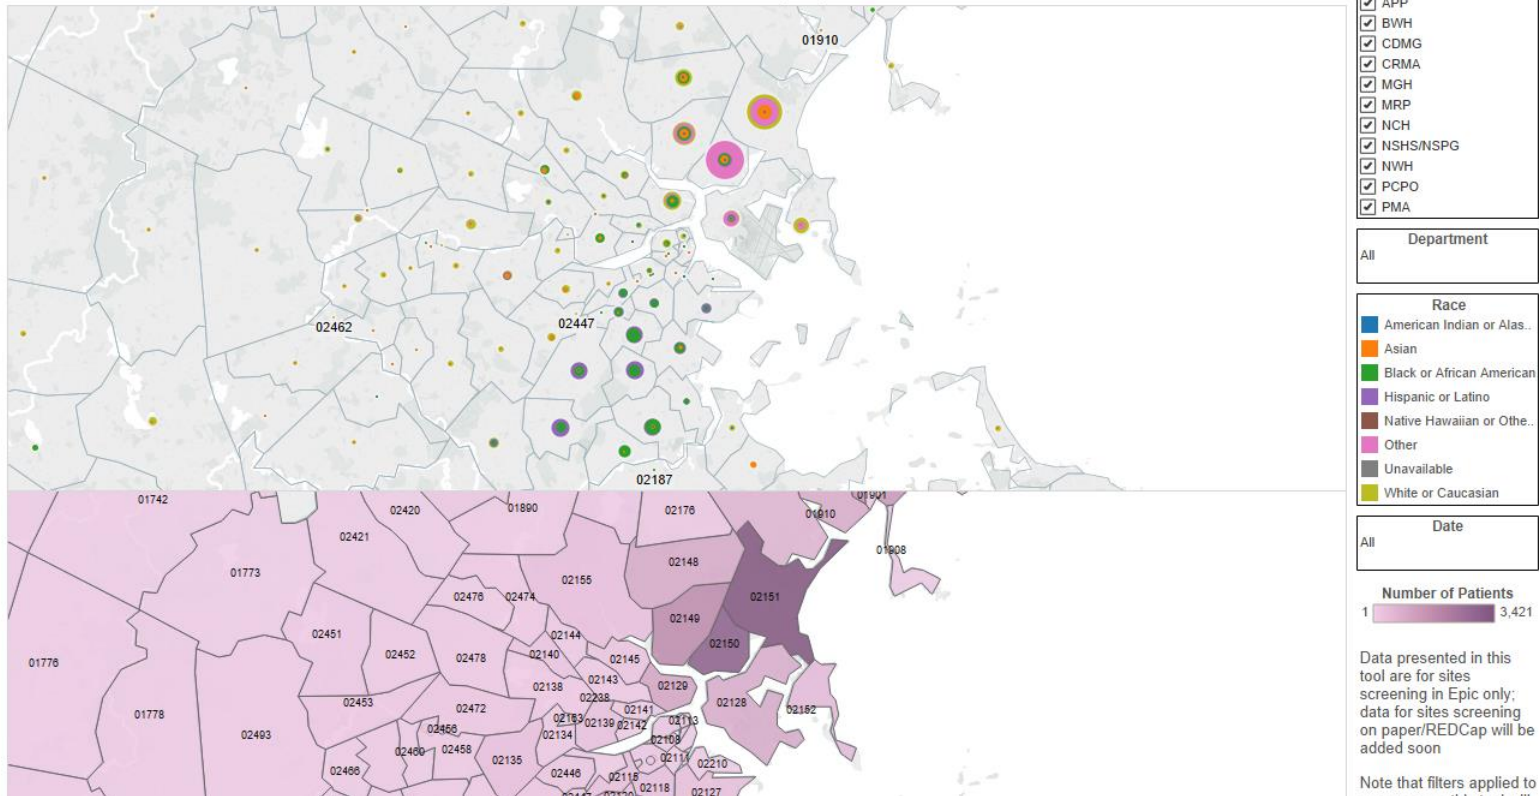 01910
02462
02447
02187
01742
02420
01890
02176
01910
01901
02421
01908
01773
02148
02155
02151
02476
02474
02149
02451
02144
02150
02452
02478
02140
02145
01776
02143
02129
02138
02238
02453
02128
02152
01778
02472
02141
02163
02139
02142
02113
02456
02134
02493
02108
02460
02458
02111
02135
02210
02466
02446
02115
02118
02127
APP
BWH
CDMG
CRMA
MGH
MRP
NCH
NSHS/NSPG
NWH
PCPO
PMA
Department
All
Race
American Indian or Alas..
Asian
Black or African American
Hispanic or Latino
Native Hawaiian or Othe..
Other
Unavailable
White or Caucasian
Date
All
Number of Patients
1 3,421
Data presented in this
tool are for sites
screening in Epic only;
data for sites screening
on paper/REDCap will be
added soon
Note that filters applied to